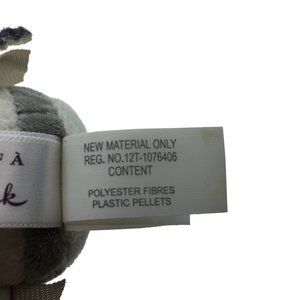 NEW MATERIAL ONLY
REG. NO.12T-1076406
CONTENT
POLYESTER FIBRES
PLASTIC PELLETS